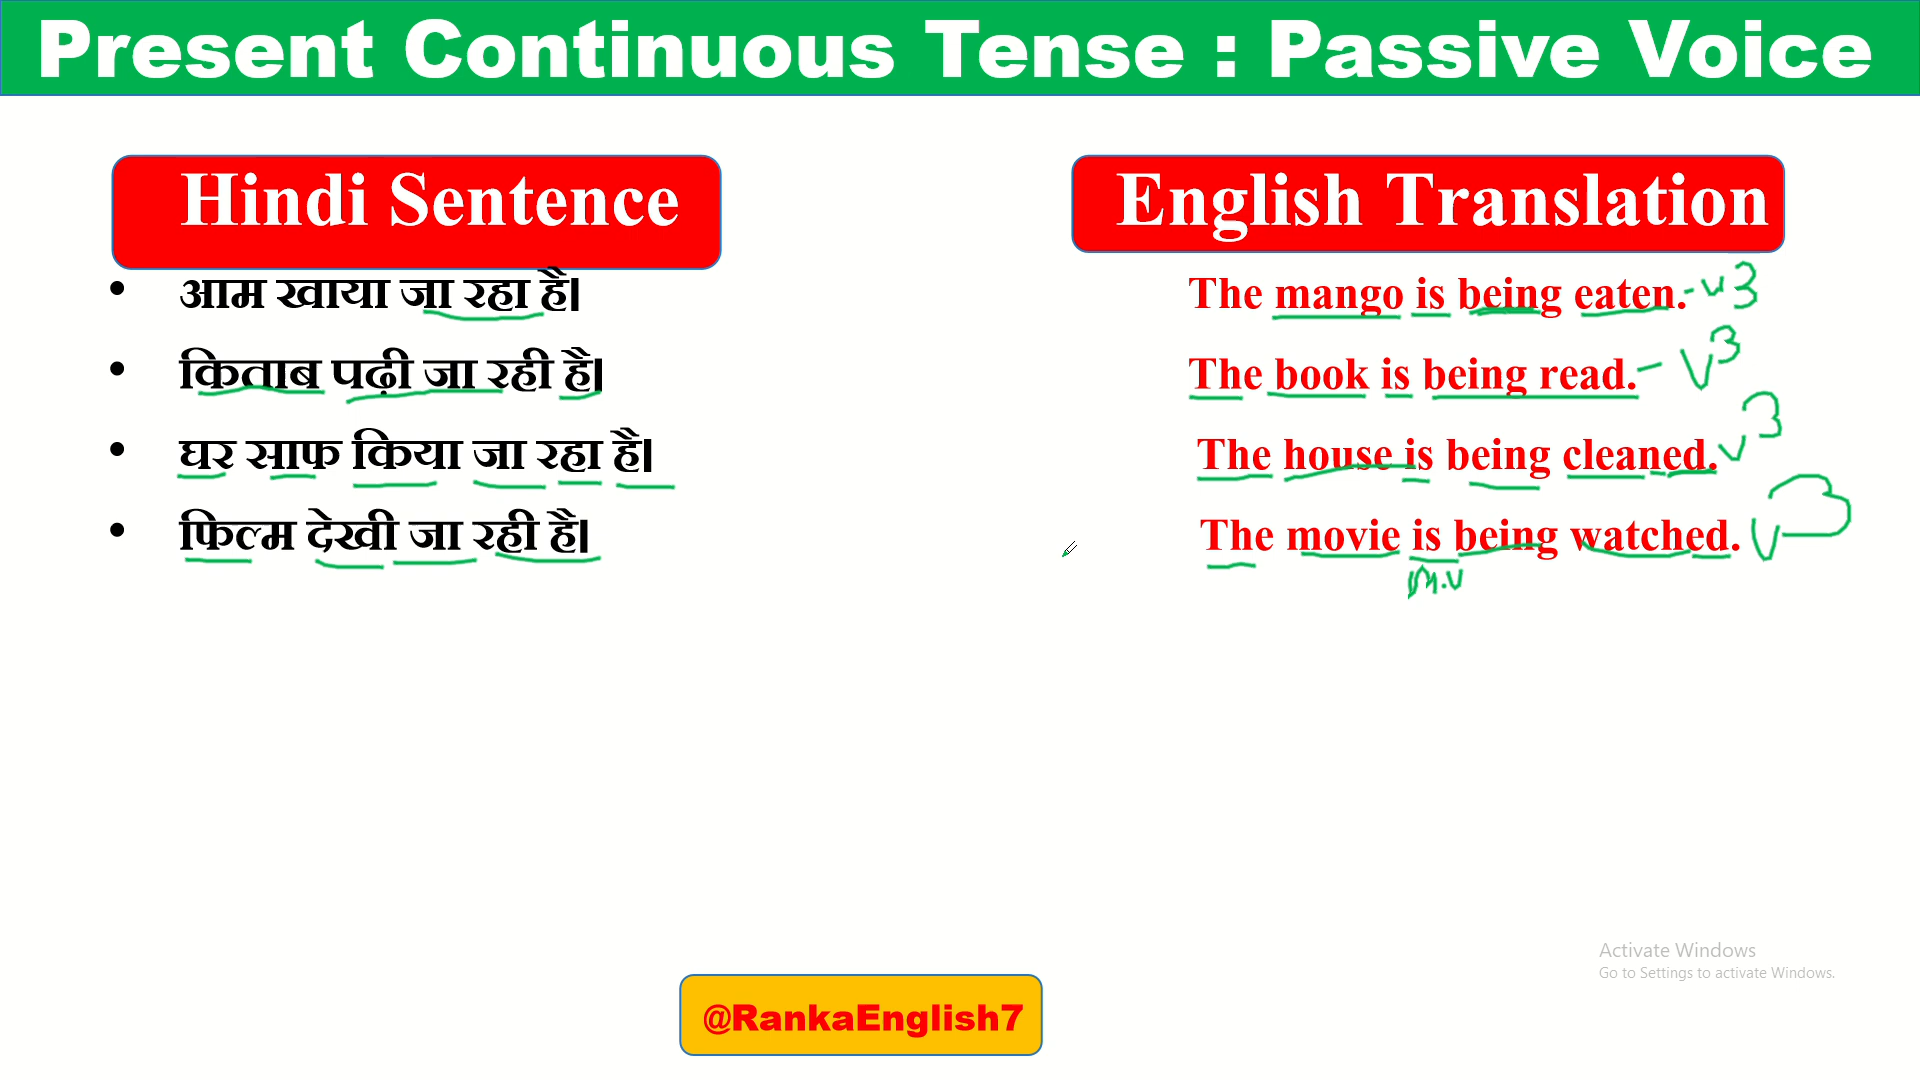 Present Continuous Tense : Passive Voice
Hindi Sentence
English Translation
• आम खाया जा रहा है।
The mango is being eaten. - v3
• किताब पढ़ी जा रही है।
The book is being read. - V3
• घर साफ किया जा रहा है।
The house is being cleaned. v3
• फिल्म देखी जा रही है।
The movie is being watched. V3
M.V
Activate Windows
Go to Settings to activate Windows.
@RankaEnglish7